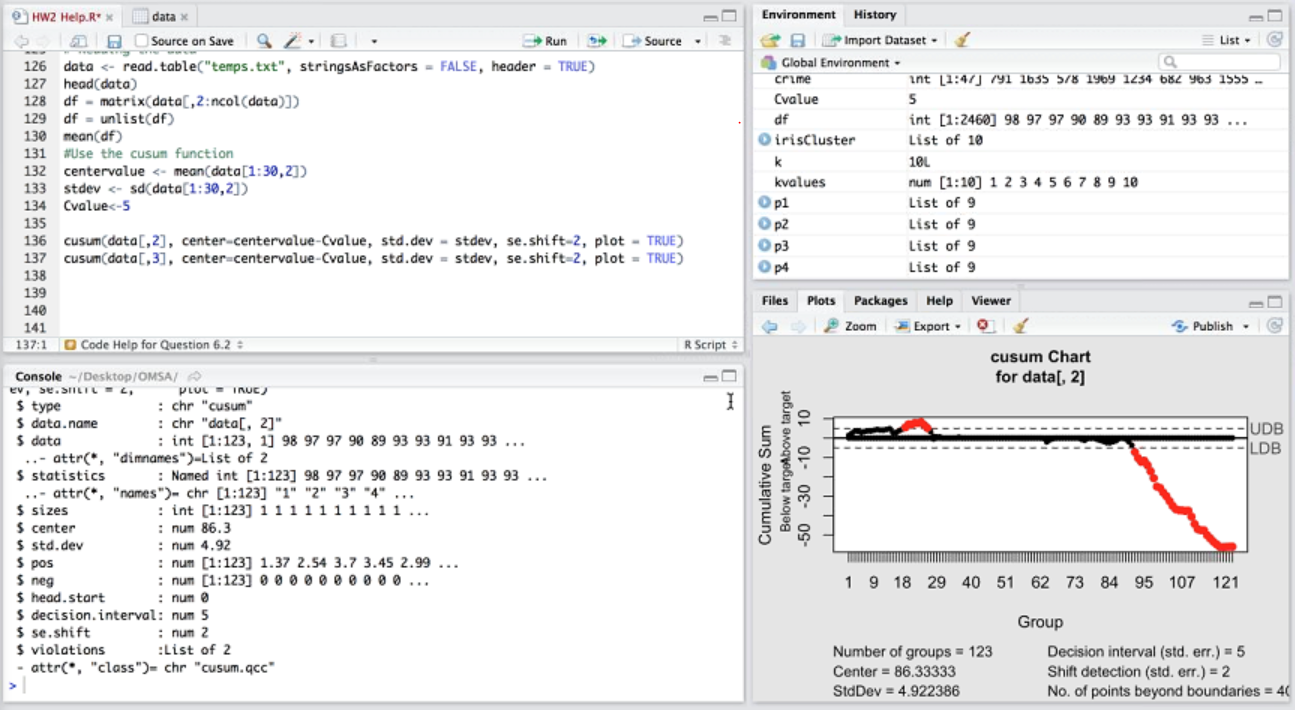 HW2 Help.R* × data ×
Source on Save Run Source
126 data <- read.table("temps.txt", stringsAsFactors = FALSE, header = TRUE)
127 head(data)
128 df = matrix(data[,2:ncol(data)])
129 df = unlist(df)
130 mean(df)
131 #Use the cusum function
132 centervalue <- mean(data[1:30,2])
133 stdev <- sd(data[1:30,2])
134 Cvalue<-5
135
136 cusum(data[,2], center=centervalue-Cvalue, std.dev = stdev, se.shift=2, plot = TRUE)
137 cusum(data[,3], center=centervalue-Cvalue, std.dev = stdev, se.shift=2, plot = TRUE)
138
139
140
141
137:1 Code Help for Question 6.2 R Script
Console ~/Desktop/OMSA/
ev, se.shift = 2, plot = TRUE)
$ type : chr "cusum"
$ data.name : chr "data[, 2]"
$ data : int [1:123, 1] 98 97 97 90 89 93 93 91 93 93 ...
..- attr(*, "dimnames")=List of 2
$ statistics : Named int [1:123] 98 97 97 90 89 93 93 91 93 93 ...
..- attr(*, "names")= chr [1:123] "1" "2" "3" "4" ...
$ sizes : int [1:123] 1 1 1 1 1 1 1 1 1 1 ...
$ center : num 86.3
$ std.dev : num 4.92
$ pos : num [1:123] 1.37 2.54 3.7 3.45 2.99 ...
$ neg : num [1:123] 0 0 0 0 0 0 0 0 0 0 ...
$ head.start : num 0
$ decision.interval: num 5
$ se.shift : num 2
$ violations :List of 2
- attr(*, "class")= chr "cusum.qcc"
>
Environment History
Import Dataset List
Global Environment
crime int [1:47] 791 1635 578 1969 1234 682 963 1555 …
Cvalue 5
df int [1:2460] 98 97 97 90 89 93 93 91 93 93 ...
irisCluster List of 10
k 10L
kvalues num [1:10] 1 2 3 4 5 6 7 8 9 10
p1 List of 9
p2 List of 9
p3 List of 9
p4 List of 9
Files Plots Packages Help Viewer
Zoom Export Publish
cusum Chart
for data[, 2]
Cumulative Sum
Below target Above target
10
-10
-30
-50
UDB
LDB
1 9 18 29 40 51 62 73 84 95 107 121
Group
Number of groups = 123
Center = 86.33333
StdDev = 4.922386
Decision interval (std. err.) = 5
Shift detection (std. err.) = 2
No. of points beyond boundaries = 40